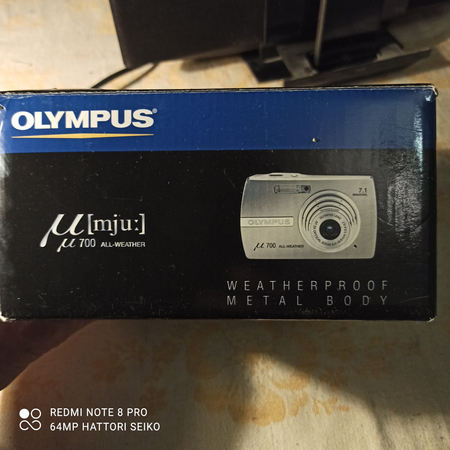 OLYMPUS®
µ[mju:]
µ 700 ALL-WEATHER
7.1
OLYMPUS
µ 700 ALL-WEATHER
WEATHERPROOF
METAL BODY
REDMI NOTE 8 PRO
64MP HATTORI SEIKO